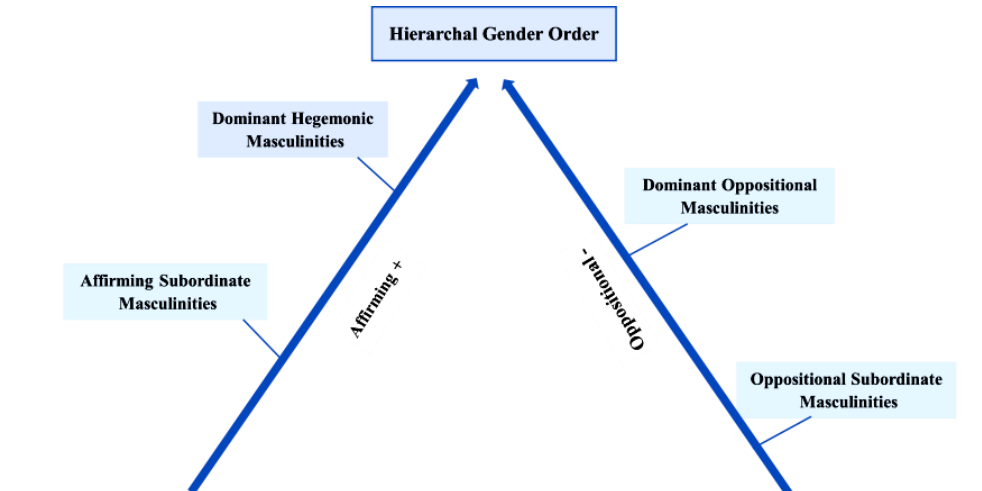 Hierarchal Gender Order
Dominant Hegemonic
Masculinities
Dominant Oppositional
Masculinities
Affirming +
Oppositional -
Affirming Subordinate
Masculinities
Oppositional Subordinate
Masculinities